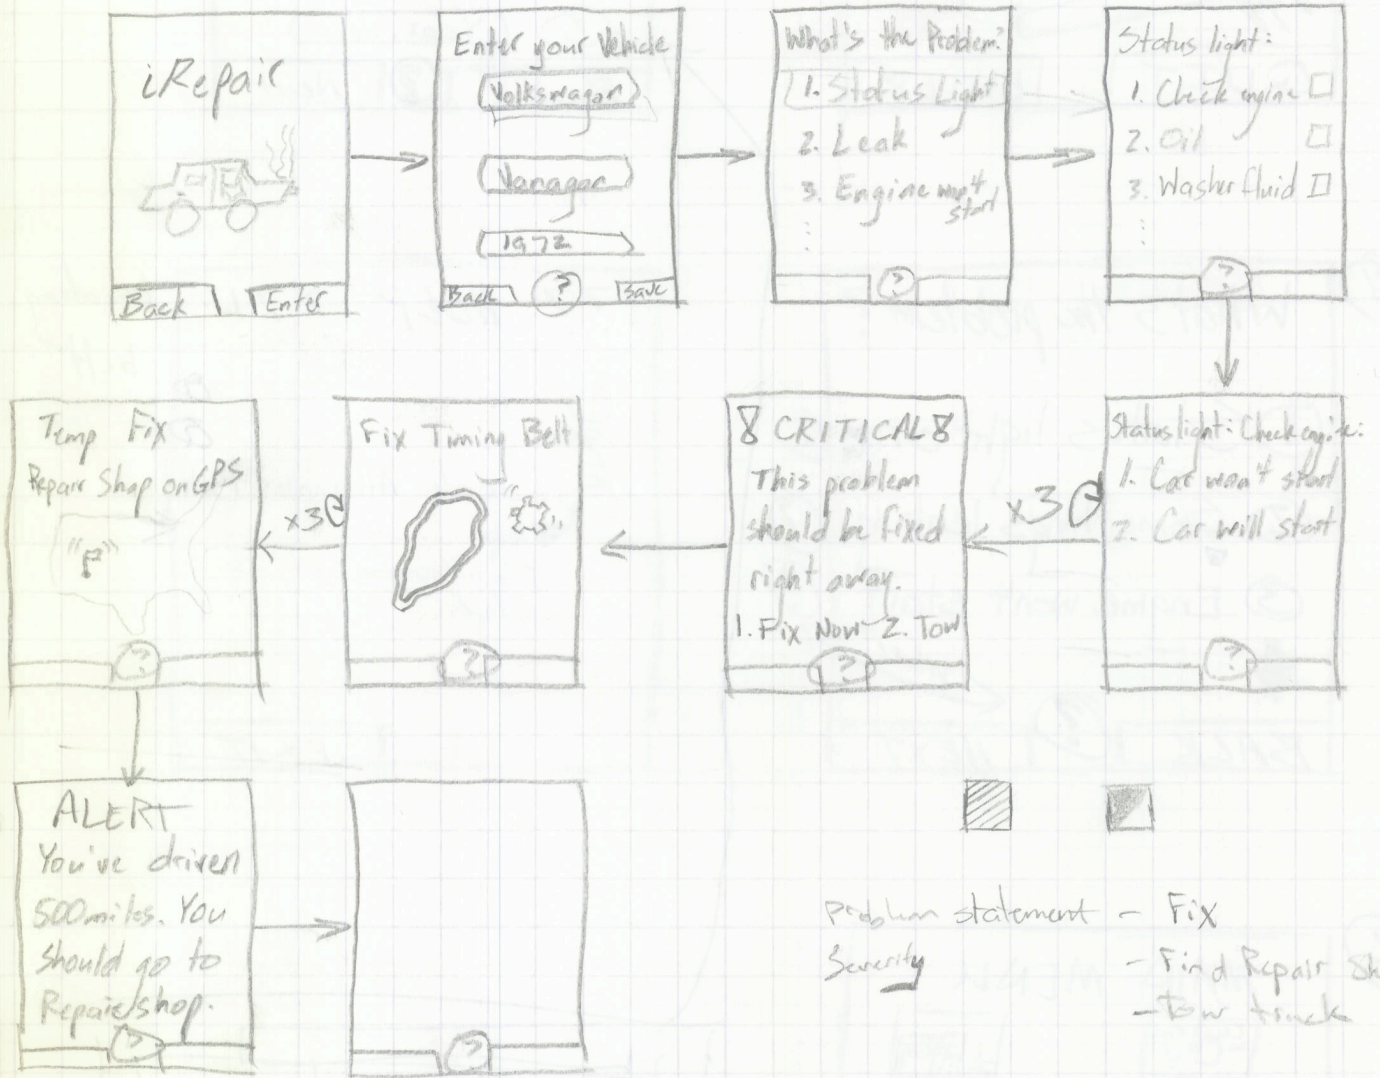 iRepair
Back
Enter
Enter your Vehicle
Volkswagon
Vanagon
1972
Back
?
Save
What's the Problem?
1. Status Light
2. Leak
3. Engine won't
start
?
Status light:
1. Check engine
2. Oil
3. Washer fluid
?
Status light: Check engine:
1. Car won't start
2. Car will start
?
x3
CRITICAL
This problem
should be fixed
right away.
1. Fix Now 2. Tow
?
Fix Timing Belt
?
x3
Temp Fix
Repair Shop on GPS
?
ALERT
You've driven
500 miles. You
should go to
Repair shop.
?
?
problem statement - Fix
Severity
- Find Repair Sh
- Tow truck